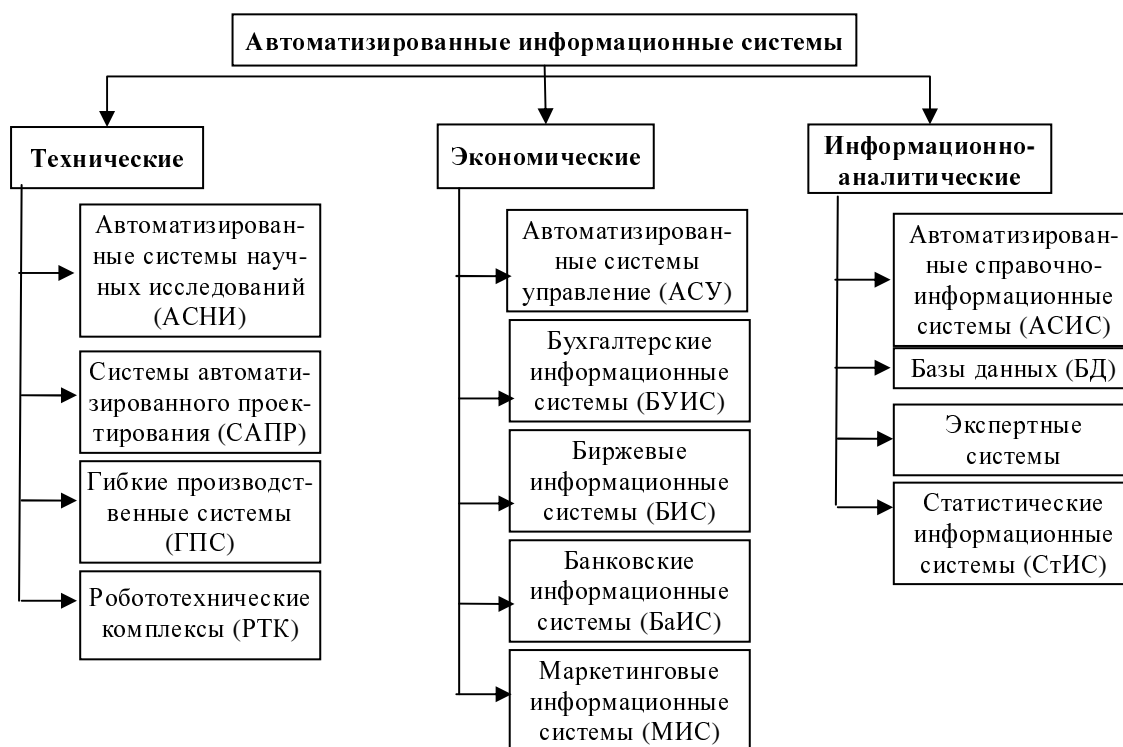 Автоматизированные информационные системы
Технические
Автоматизирован-
ные системы науч-
ных исследований
(АСНИ)
Системы автомати-
зированного проек-
тирования (САПР)
Гибкие производст-
венные системы
(ГПС)
Робототехнические
комплексы (РТК)
Экономические
Автоматизирован-
ные системы
управление (АСУ)
Бухгалтерские
информационные
системы (БУИС)
Биржевые
информационные
системы (БИС)
Банковские
информационные
системы (БаИС)
Маркетинговые
информационные
системы (МИС)
Информационно-
аналитические
Автоматизирован-
ные справочно-
информационные
системы (АСИС)
Базы данных (БД)
Экспертные
системы
Статистические
информационные
системы (СтИС)